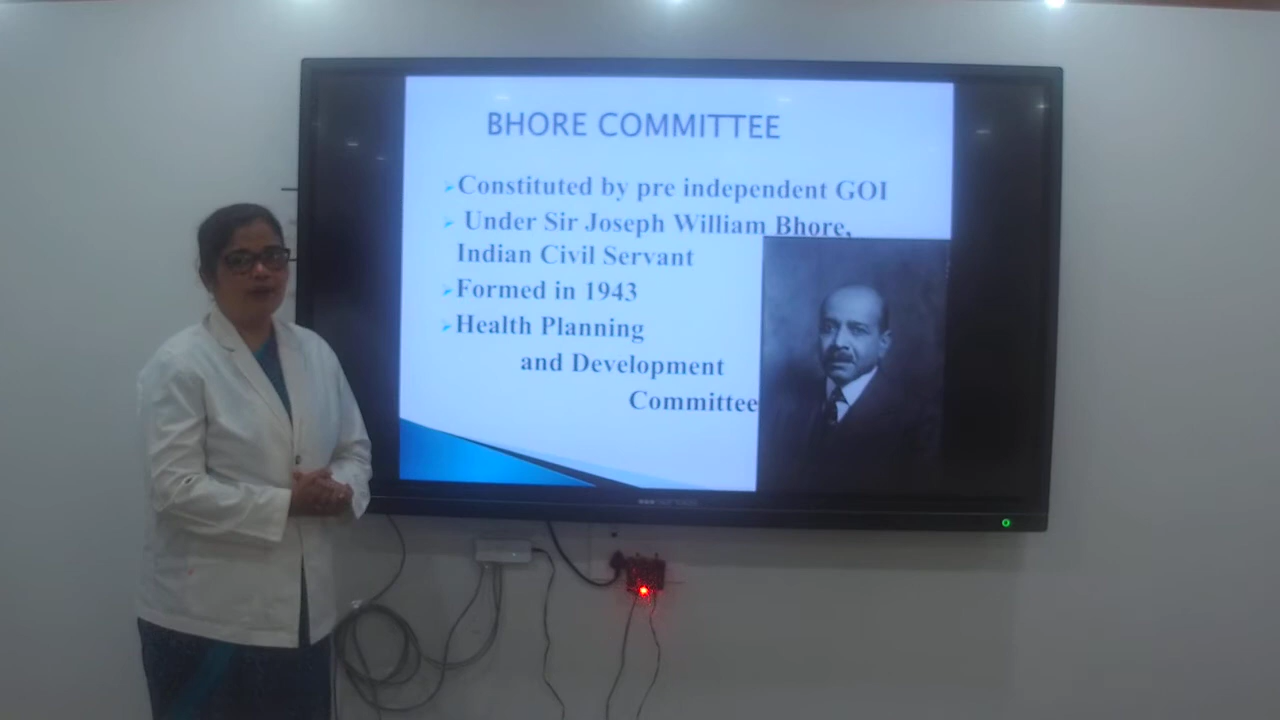 BHORE COMMITTEE
Constituted by pre independent GOI
Under Sir Joseph William Bhore,
Indian Civil Servant
Formed in 1943
Health Planning
and Development
Committee